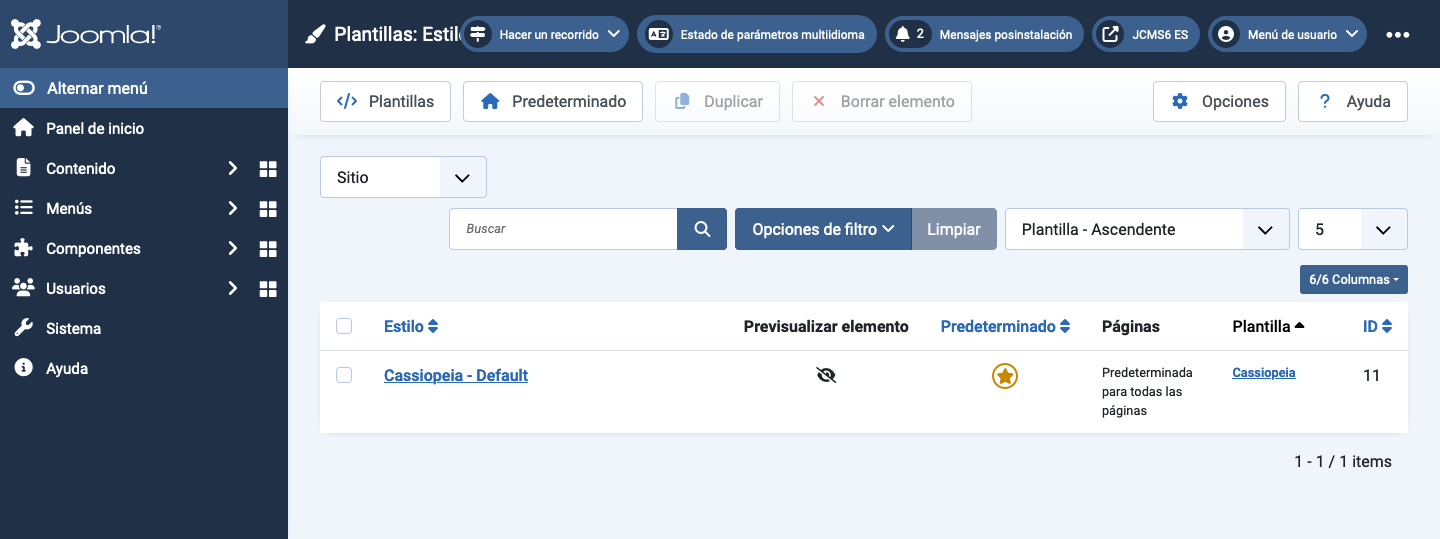 Joomla!®
Plantillas: Estilo
Hacer un recorrido
Estado de parámetros multiidioma
2 Mensajes posinstalación
JCMS6 ES
Menú de usuario
Alternar menú
Panel de inicio
Contenido
Menús
Componentes
Usuarios
Sistema
Ayuda
Plantillas
Predeterminado
Duplicar
Borrar elemento
Opciones
? Ayuda
Sitio
Buscar
Opciones de filtro
Limpiar
Plantilla - Ascendente
5
6/6 Columnas
Estilo
Previsualizar elemento
Predeterminado
Páginas
Plantilla
ID
Cassiopeia - Default
Predeterminada
para todas las
páginas
Cassiopeia
11
1 - 1 / 1 items